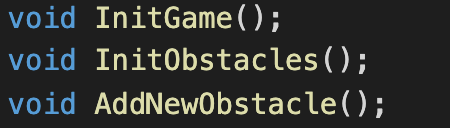 void InitGame();
void InitObstacles();
void AddNewObstacle();